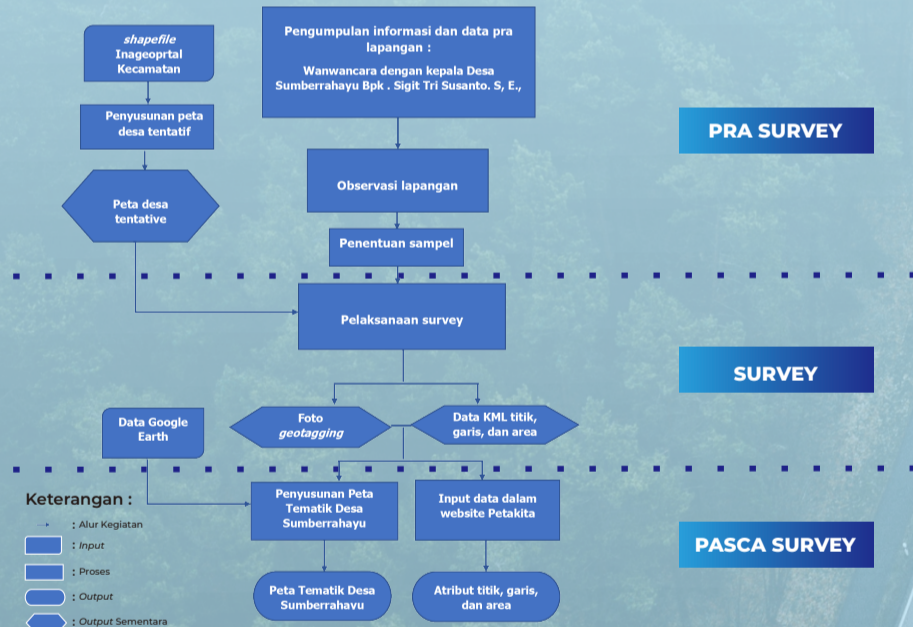 shapefile
Inageoprtal
Kecamatan
Penyusunan peta
desa tentatif
Peta desa
tentative
Pengumpulan informasi dan data pra
lapangan :
Wanwancara dengan kepala Desa
Sumberrahayu Bpk . Sigit Tri Susanto. S, E.,
Observasi lapangan
Penentuan sampel
PRA SURVEY
Pelaksanaan survey
Foto
geotagging
Data KML titik,
garis, dan area
Data Google
Earth
SURVEY
Penyusunan Peta
Tematik Desa
Sumberrahayu
Input data dalam
website Petakita
Peta Tematik Desa
Sumberrahayu
Atribut titik, garis,
dan area
PASCA SURVEY
Keterangan :
: Alur Kegiatan
: Input
: Proses
: Output
: Output Sementara